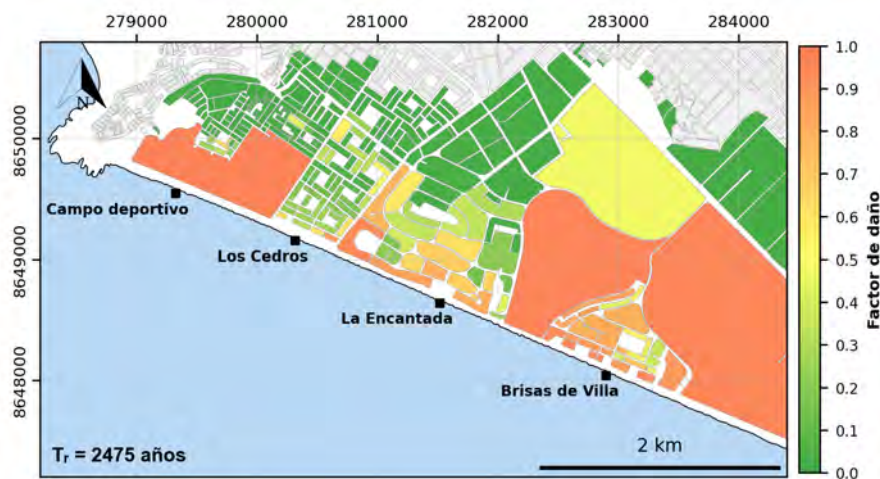 279000 280000 281000 282000 283000 284000
8650000
8649000
8648000
N
Campo deportivo
Los Cedros
La Encantada
Brisas de Villa
Tᵣ = 2475 años
2 km
1.0
0.9
0.8
0.7
0.6
0.5
0.4
0.3
0.2
0.1
0.0
Factor de daño